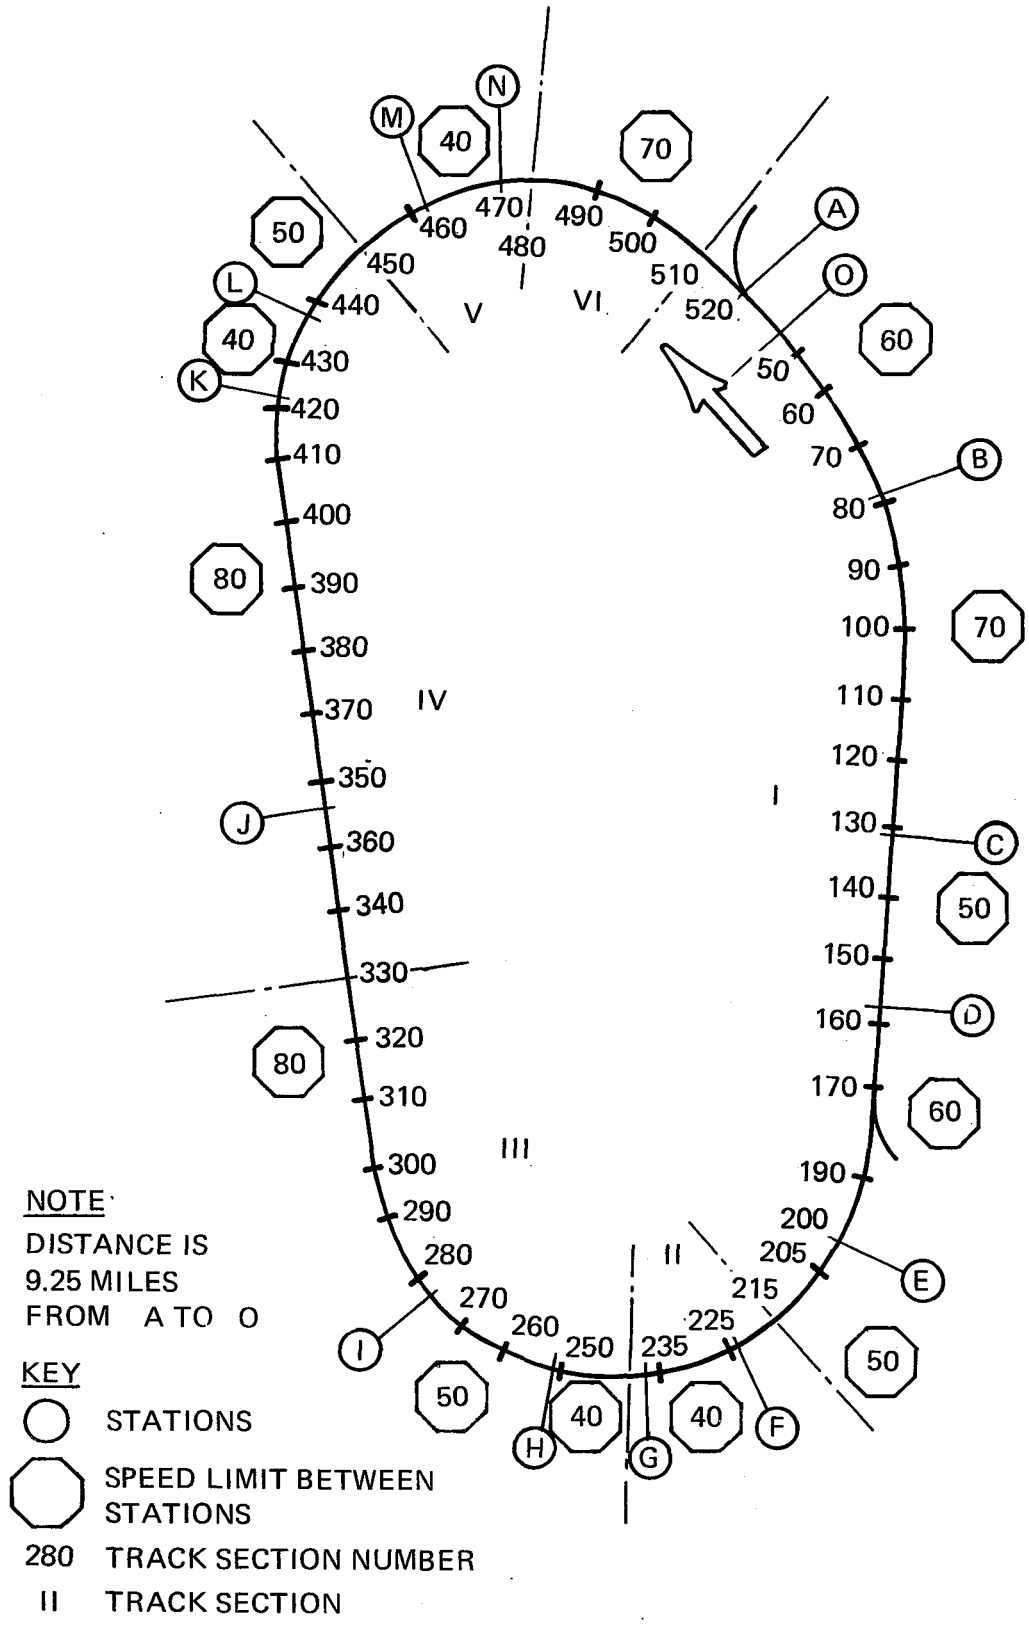 N
M
40
70
A
50
470
490
460
500
480
O
450
510
L
440
V
VI
520
60
40
430
50
K
420
60
410
70
B
80
400
90
80
390
100
70
380
IV
370
110
120
350
I
J
130
C
360
140
50
340
150
330
D
160
320
80
170
310
60
III
300
190
NOTE
290
200
DISTANCE IS
280
II
205
E
9.25 MILES
270
215
FROM A TO O
260
225
I
250
235
50
KEY
50
STATIONS
40
40
F
H
G
SPEED LIMIT BETWEEN
STATIONS
280 TRACK SECTION NUMBER
II TRACK SECTION